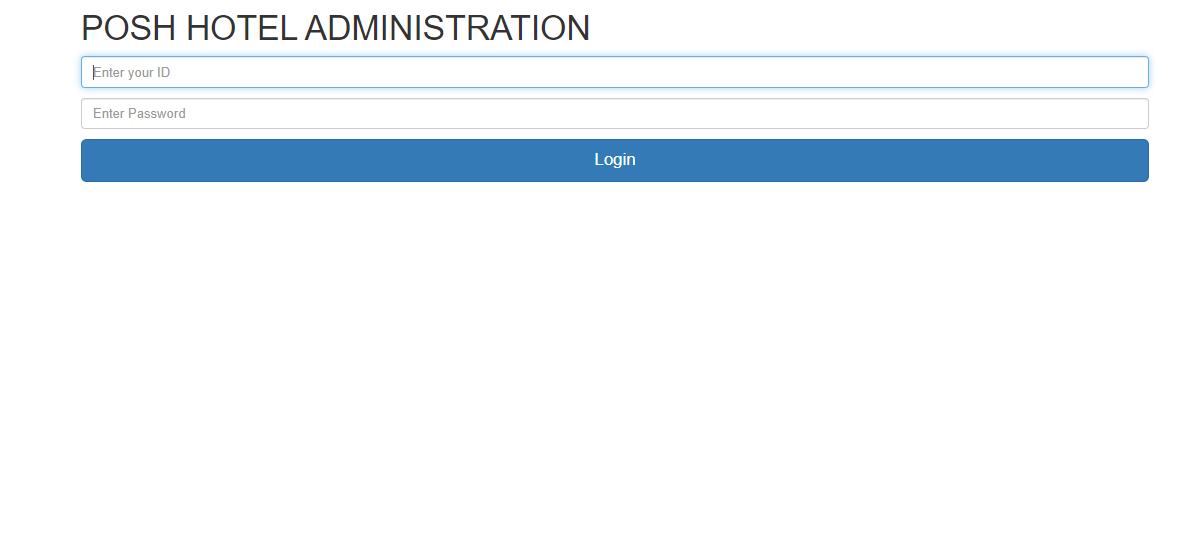 POSH HOTEL ADMINISTRATION
Enter your ID
Enter Password
Login